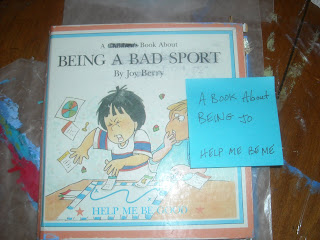 A Children's Book About
BEING A BAD SPORT
By Joy Berry
HELP ME BE GOOD
A BOOK About
BEING -JO
HELP ME BE ME